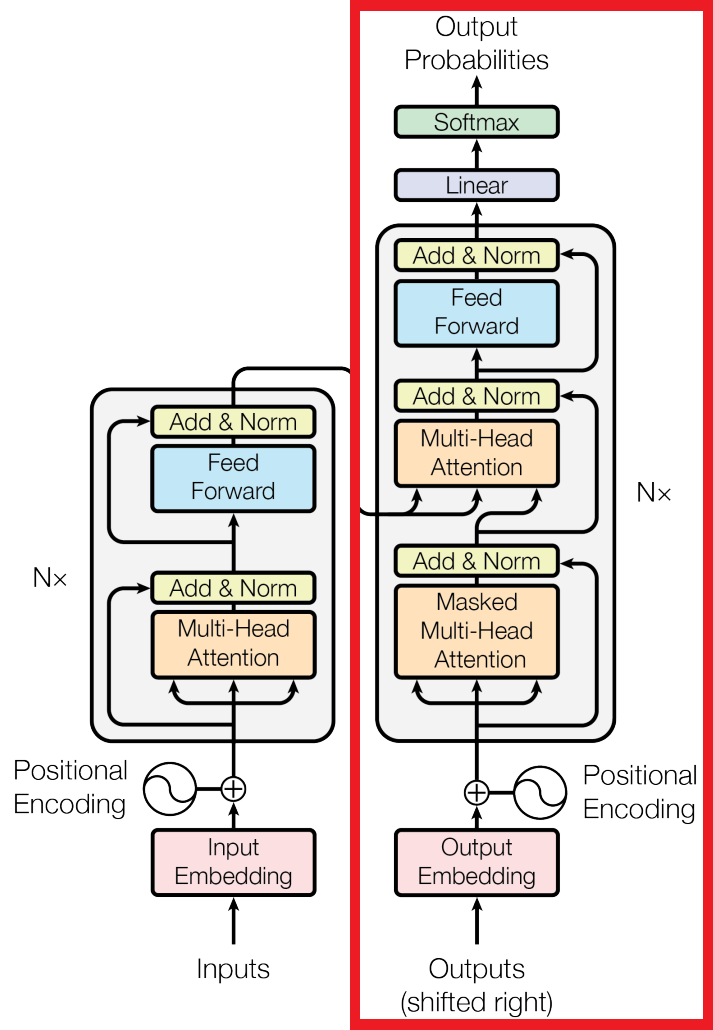 Output
Probabilities
Softmax
Linear
Add & Norm
Feed
Forward
Add & Norm
Multi-Head
Attention
N×
Add & Norm
Masked
Multi-Head
Attention
Positional
Encoding
Output
Embedding
Outputs
(shifted right)
Add & Norm
Feed
Forward
N×
Add & Norm
Multi-Head
Attention
Positional
Encoding
Input
Embedding
Inputs